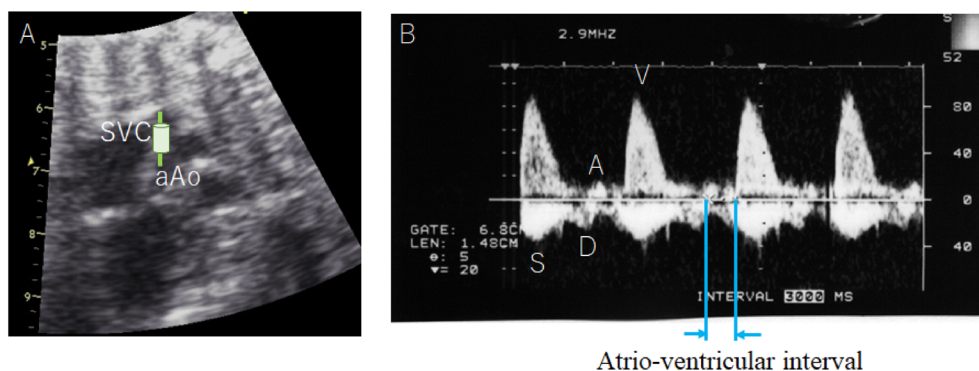 A
5
6
7
8
9
SVC
aAo
B
2.9MHZ
S
52
V
80
40
A
0
GATE: 6.8CM
LEN: 1.48CM
θ: 5
▼= 20
S
D
40
INTERVAL 3000 MS
Atrio-ventricular interval